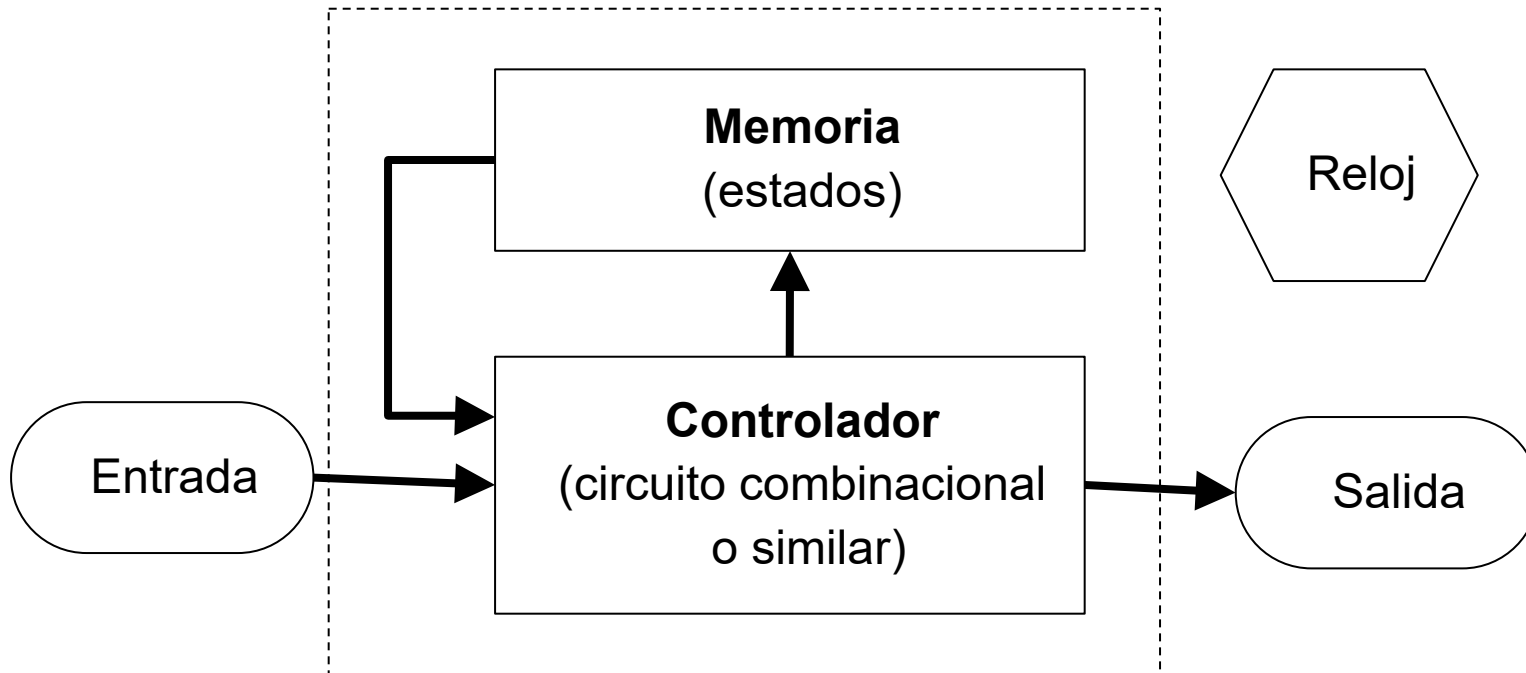 Memoria
(estados)
Reloj
Controlador
(circuito combinacional
o similar)
Entrada
Salida